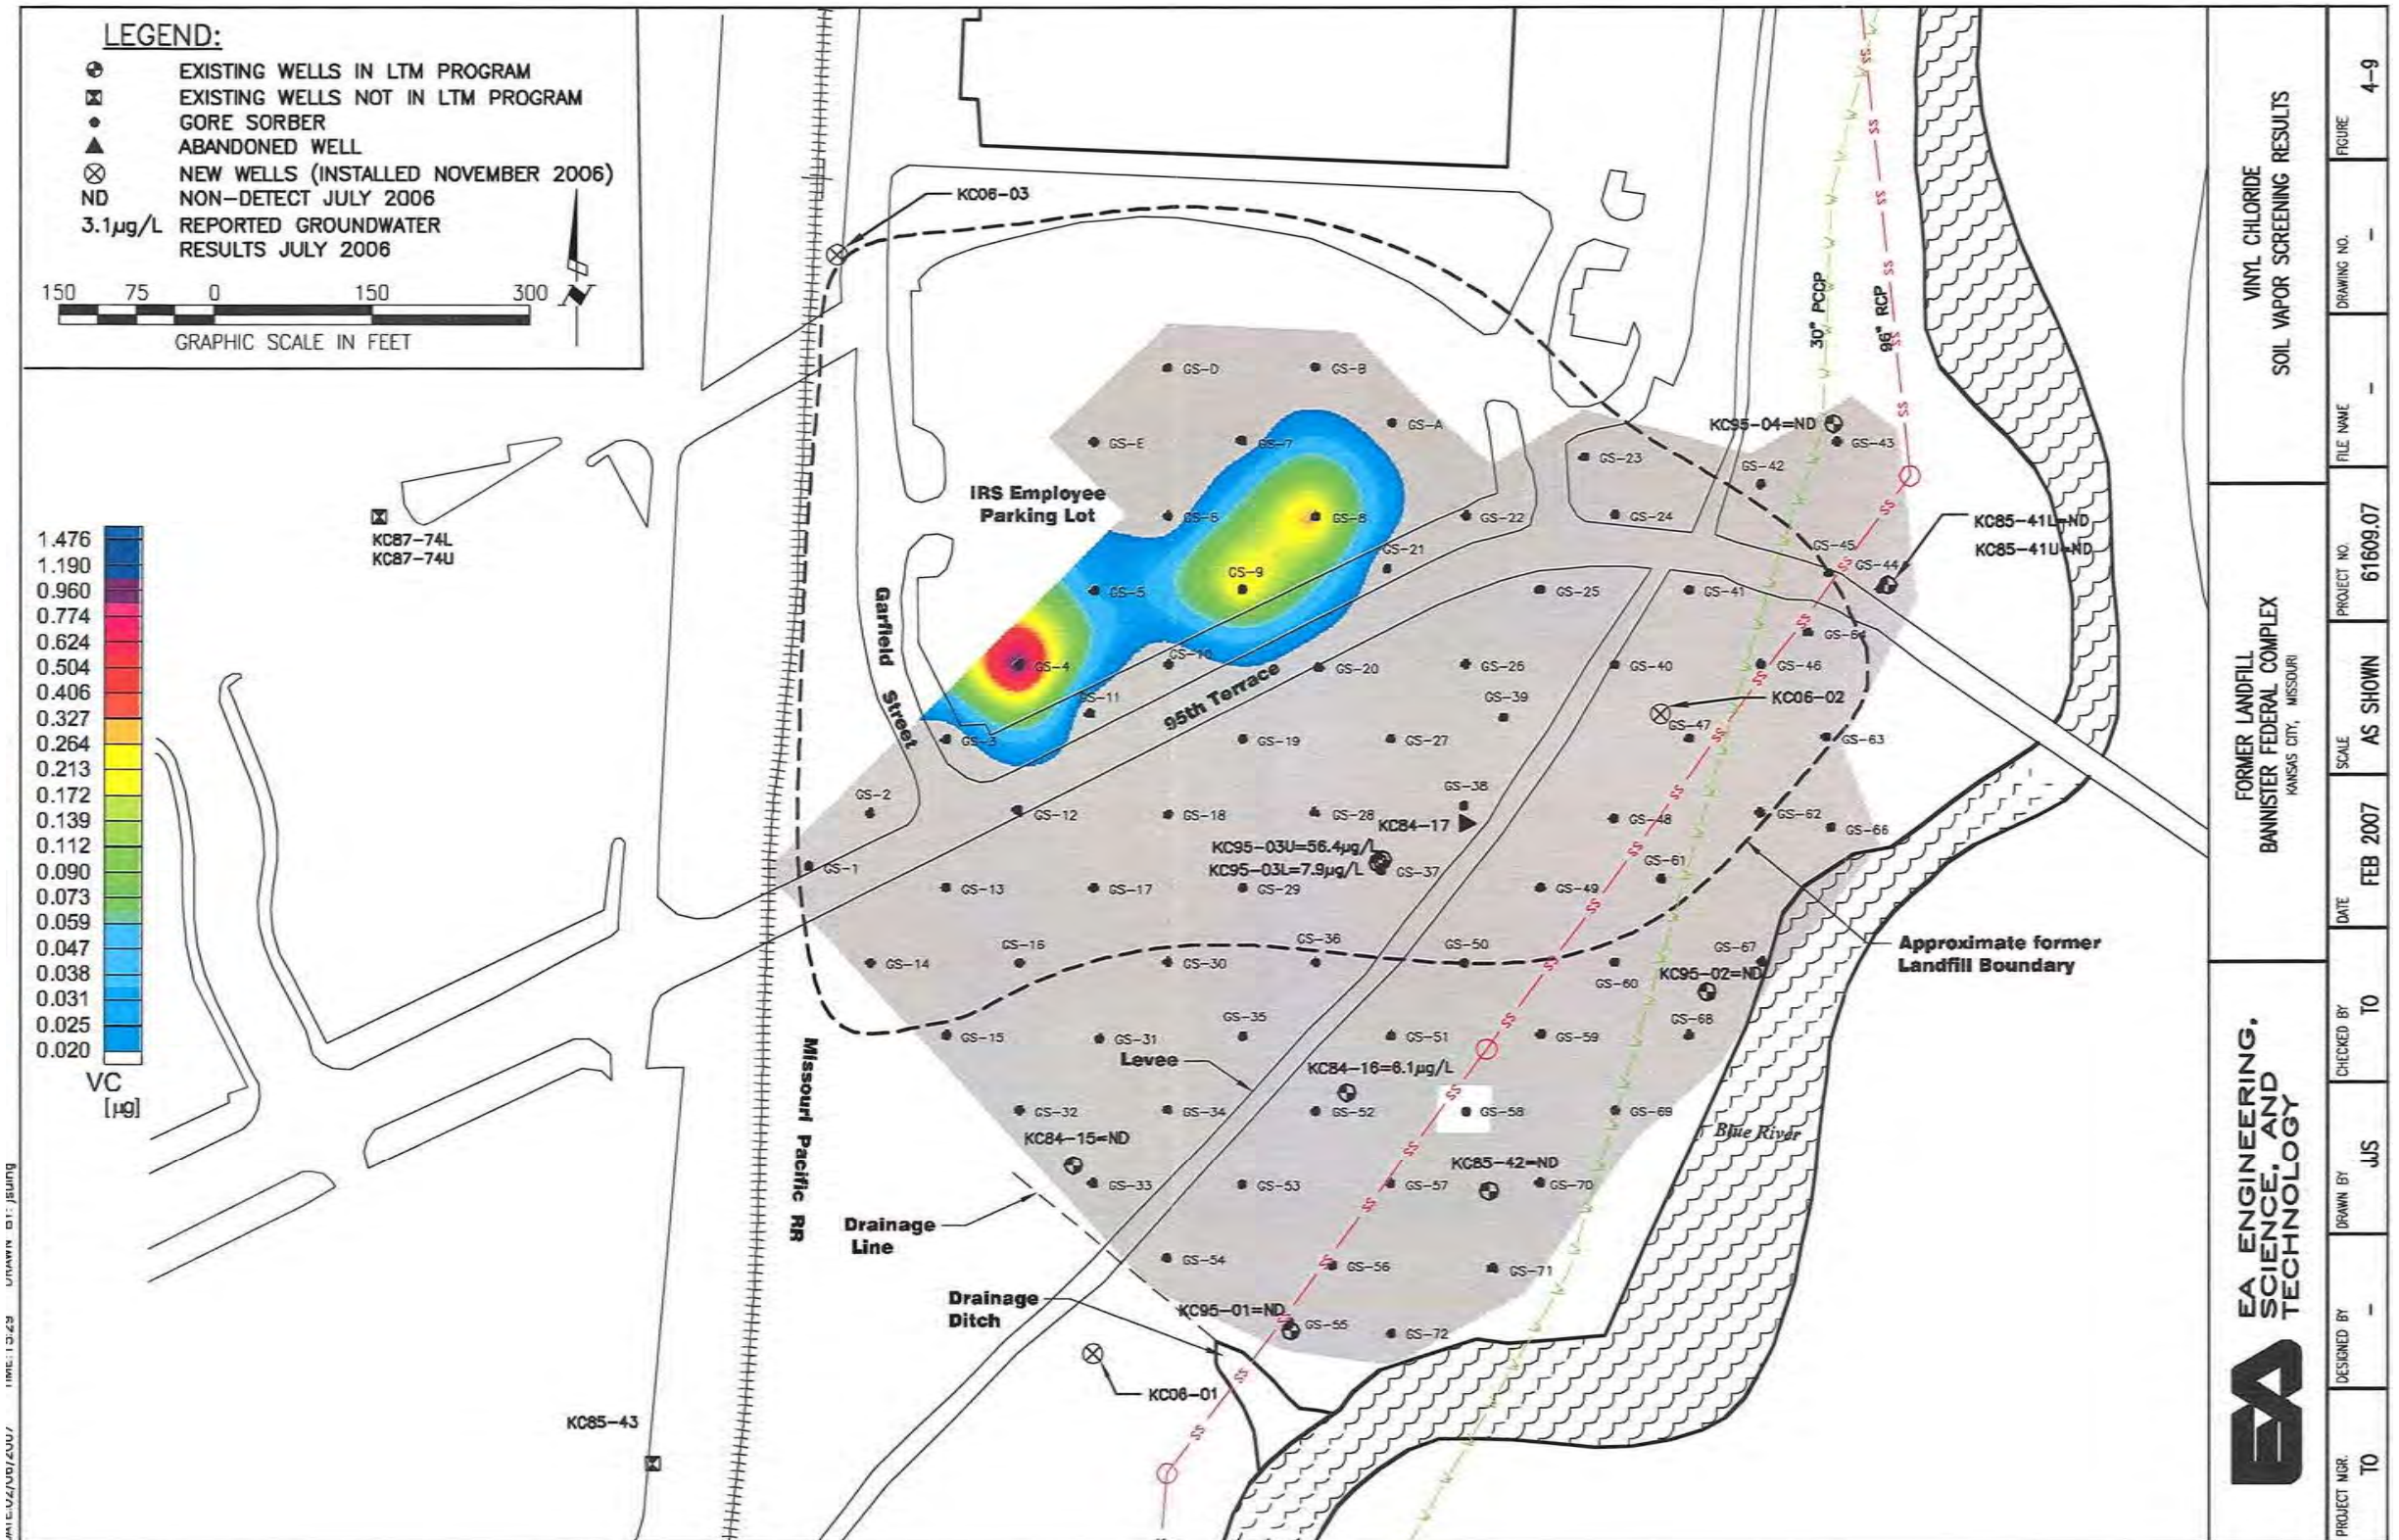 LEGEND:
EXISTING WELLS IN LTM PROGRAM
EXISTING WELLS NOT IN LTM PROGRAM
GORE SORBER
ABANDONED WELL
NEW WELLS (INSTALLED NOVEMBER 2006)
ND NON-DETECT JULY 2006
3.1µg/L REPORTED GROUNDWATER
RESULTS JULY 2006
150 75 0 150 300
N
GRAPHIC SCALE IN FEET
KC06-03
30" PCCP
96" RCP
GS-D
GS-B
GS-A
GS-E
GS-7
KC95-04=ND
GS-43
GS-23
GS-42
IRS Employee
Parking Lot
GS-6
GS-8
GS-22
GS-24
KC85-41L=ND
KC85-41U=ND
KC87-74L
KC87-74U
GS-21
GS-45
GS-44
GS-9
GS-5
GS-25
GS-41
Garfield
Street
GS-64
GS-4
GS-10
GS-20
GS-26
GS-40
GS-46
95th Terrace
GS-11
GS-39
KC06-02
GS-47
GS-3
GS-19
GS-27
GS-63
GS-2
GS-12
GS-18
GS-28
GS-38
KC84-17
GS-48
GS-62
GS-66
KC95-03U=56.4µg/L
KC95-03L=7.9µg/L
GS-37
GS-61
GS-1
GS-13
GS-17
GS-29
GS-49
GS-14
GS-16
GS-30
GS-36
GS-50
GS-60
GS-67
KC95-02=ND
Approximate former
Landfill Boundary
GS-15
GS-31
GS-35
GS-51
GS-59
GS-68
Levee
KC84-16=6.1µg/L
Missouri Pacific RR
GS-32
GS-34
GS-52
GS-58
GS-69
KC84-15=ND
Blue River
KC85-42=ND
GS-33
GS-53
GS-57
GS-70
Drainage
Line
GS-54
GS-56
GS-71
Drainage
Ditch
KC95-01=ND
GS-55
GS-72
KC06-01
KC85-43
1.476
1.190
0.960
0.774
0.624
0.504
0.406
0.327
0.264
0.213
0.172
0.139
0.112
0.090
0.073
0.059
0.047
0.038
0.031
0.025
0.020
VC
[µg]
VINYL CHLORIDE
SOIL VAPOR SCREENING RESULTS
FORMER LANDFILL
BANNISTER FEDERAL COMPLEX
KANSAS CITY, MISSOURI
EA ENGINEERING,
SCIENCE, AND
TECHNOLOGY
EA
PROJECT MGR. TO
DESIGNED BY -
DRAWN BY JJS
CHECKED BY TO
DATE FEB 2007
SCALE AS SHOWN
PROJECT NO. 61609.07
FILE NAME -
DRAWING NO. -
FIGURE 4-9